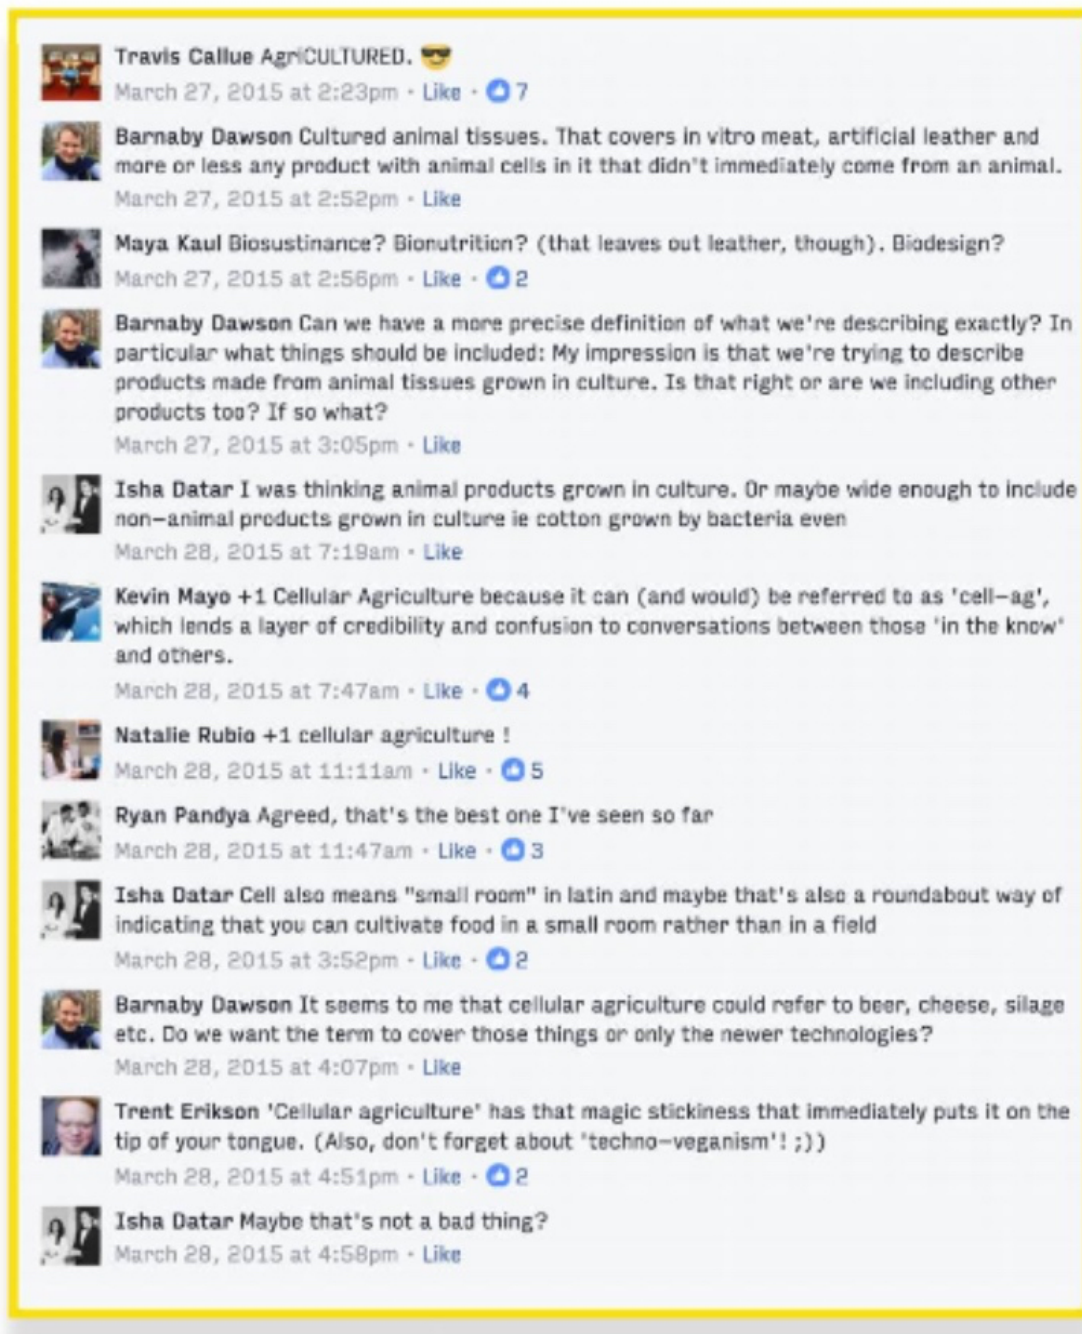 Travis Callue AgriCULTURED. 😎
March 27, 2015 at 2:23pm · Like · 7
Barnaby Dawson Cultured animal tissues. That covers in vitro meat, artificial leather and
more or less any product with animal cells in it that didn't immediately come from an animal.
March 27, 2015 at 2:52pm · Like
Maya Kaul Biosustinance? Bionutrition? (that leaves out leather, though). Biodesign?
March 27, 2015 at 2:56pm · Like · 2
Barnaby Dawson Can we have a more precise definition of what we're describing exactly? In
particular what things should be included: My impression is that we're trying to describe
products made from animal tissues grown in culture. Is that right or are we including other
products too? If so what?
March 27, 2015 at 3:05pm · Like
Isha Datar I was thinking animal products grown in culture. Or maybe wide enough to include
non-animal products grown in culture ie cotton grown by bacteria even
March 28, 2015 at 7:19am · Like
Kevin Mayo +1 Cellular Agriculture because it can (and would) be referred to as 'cell-ag',
which lends a layer of credibility and confusion to conversations between those 'in the know'
and others.
March 28, 2015 at 7:47am · Like · 4
Natalie Rubio +1 cellular agriculture !
March 28, 2015 at 11:11am · Like · 5
Ryan Pandya Agreed, that's the best one I've seen so far
March 28, 2015 at 11:47am · Like · 3
Isha Datar Cell also means "small room" in latin and maybe that's also a roundabout way of
indicating that you can cultivate food in a small room rather than in a field
March 28, 2015 at 3:52pm · Like · 2
Barnaby Dawson It seems to me that cellular agriculture could refer to beer, cheese, silage
etc. Do we want the term to cover those things or only the newer technologies?
March 28, 2015 at 4:07pm · Like
Trent Erikson 'Cellular agriculture' has that magic stickiness that immediately puts it on the
tip of your tongue. (Also, don't forget about 'techno-veganism'! ;))
March 28, 2015 at 4:51pm · Like · 2
Isha Datar Maybe that's not a bad thing?
March 28, 2015 at 4:58pm · Like